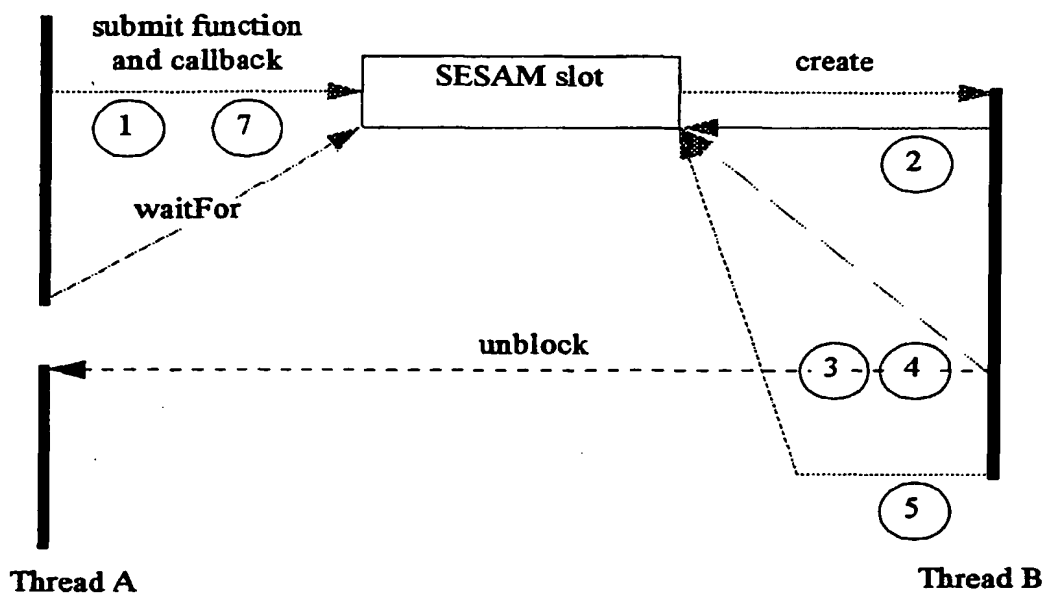 submit function
and callback
SESAM slot
create
1
7
2
waitFor
unblock
3
4
5
Thread A
Thread B